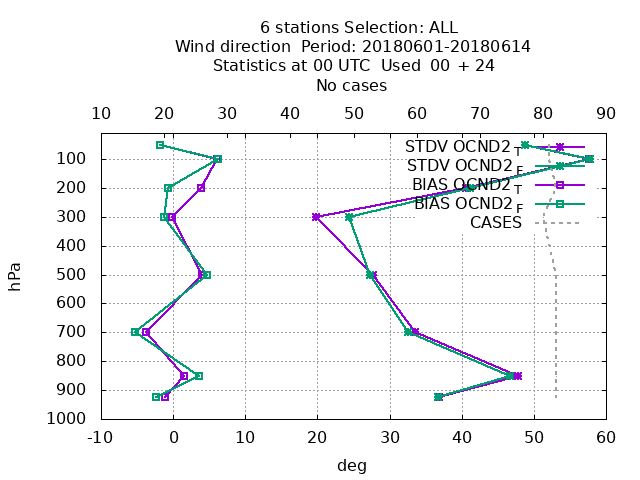 6 stations Selection: ALL
Wind direction  Period: 20180601-20180614
Statistics at 00 UTC  Used  00 + 24
No cases
10 20 30 40 50 60 70 80 90
STDV OCND2_T
STDV OCND2_F
BIAS OCND2_T
BIAS OCND2_F
CASES
100
200
300
400
500
600
700
800
900
1000
hPa
-10 0 10 20 30 40 50 60
deg